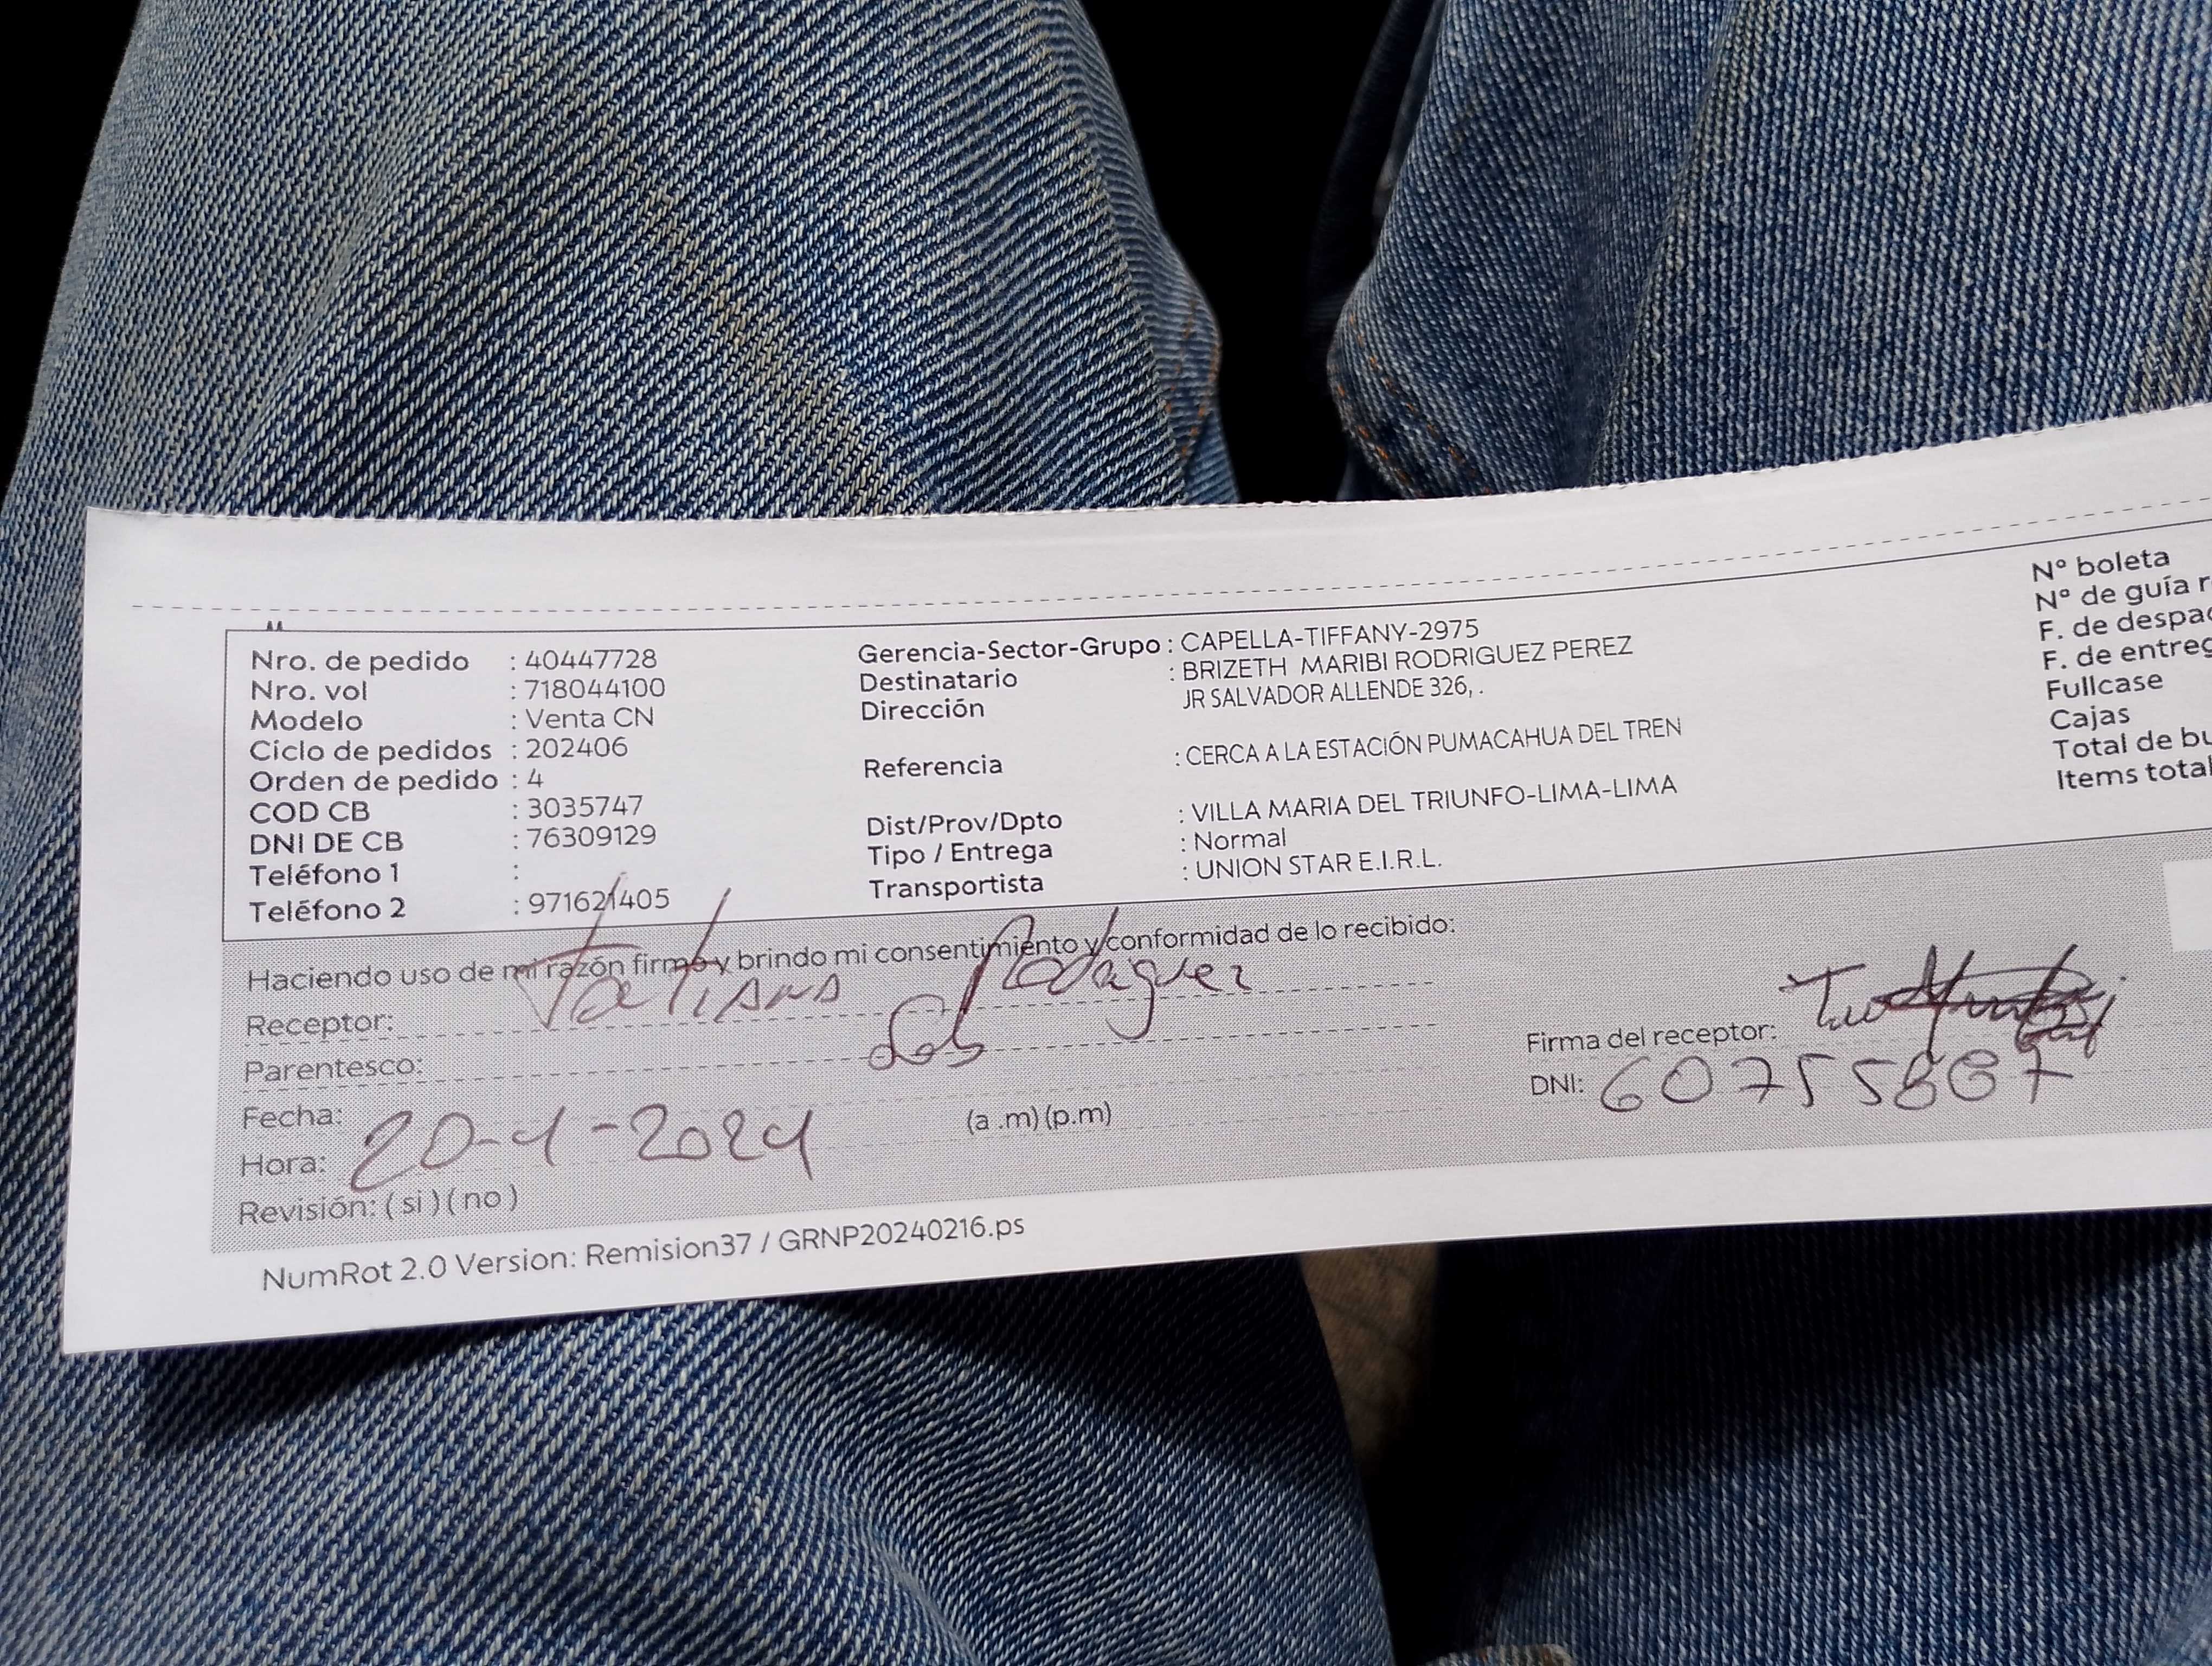 Nro. de pedido : 40447728
Nro. vol : 718044100
Modelo : Venta CN
Ciclo de pedidos : 202406
Orden de pedido : 4
COD CB : 3035747
DNI DE CB : 76309129
Teléfono 1 :
Teléfono 2 : 971621405
Gerencia-Sector-Grupo : CAPELLA-TIFFANY-2975
Destinatario : BRIZETH MARIBI RODRIGUEZ PEREZ
Dirección JR SALVADOR ALLENDE 326, .
Referencia : CERCA A LA ESTACIÓN PUMACAHUA DEL TREN
Dist/Prov/Dpto : VILLA MARIA DEL TRIUNFO-LIMA-LIMA
Tipo / Entrega : Normal
Transportista : UNION STAR E.I.R.L.
Nº boleta
Nº de guía r
F. de despac
F. de entreg
Fullcase
Cajas
Total de bu
Items total
Haciendo uso de mi razón firmo y brindo mi consentimiento y conformidad de lo recibido:
Receptor: Tatiana Rodriguez
Parentesco:
Fecha: 20-4-2024
Hora: (a .m) (p.m)
Revisión: ( si ) ( no )
Firma del receptor:
DNI: 60755867
NumRot 2.0 Version: Remision37 / GRNP20240216.ps